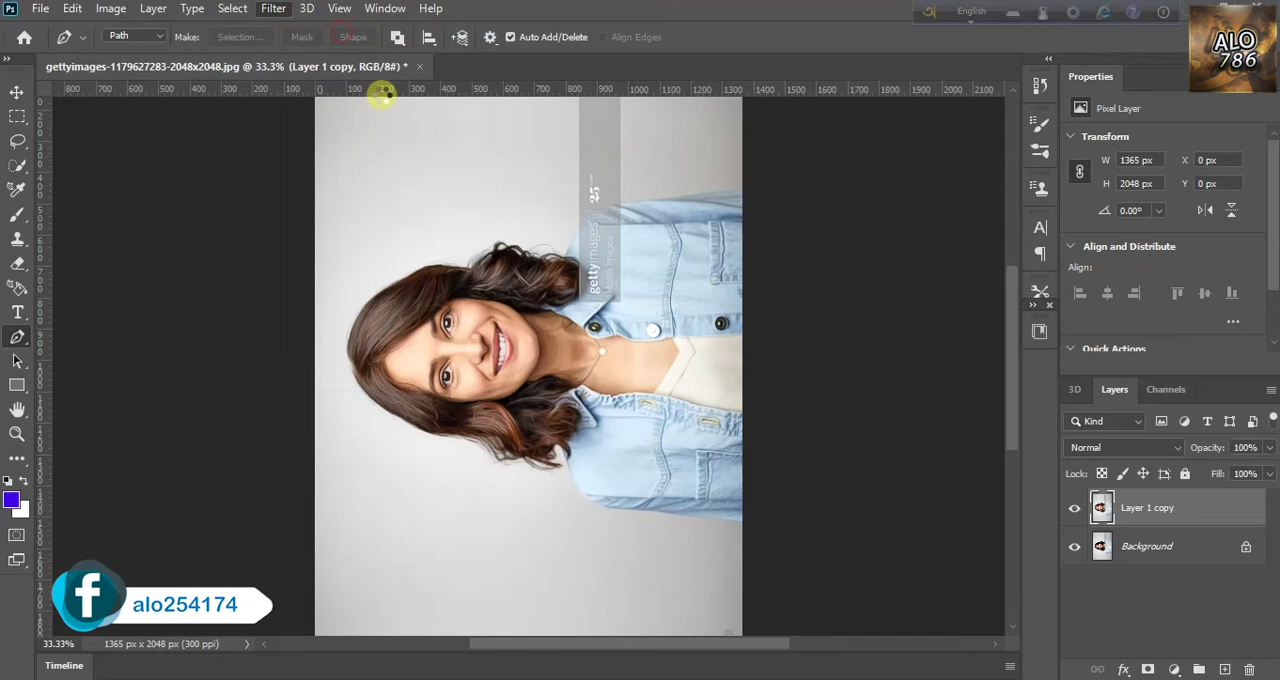 Ps File Edit Image Layer Type Select Filter 3D View Window Help
English
Path Make: Selection... Mask Shape Auto Add/Delete Align Edges
ALO
786
gettyimages-1179627283-2048x2048.jpg @ 33.3% (Layer 1 copy, RGB/8#) * ×
800 700 600 500 400 300 200 100 0 100 200 300 400 500 600 700 800 900 1000 1100 1200 1300 1400 1500 1600 1700 1800 1900 2000 2100
Properties
Pixel Layer
Transform
W 1365 px X 0 px
H 2048 px Y 0 px
0.00°
Align and Distribute
Align:
Quick Actions
gettyimages
Morsa Images
3D Layers Channels
Kind
Normal Opacity: 100%
Lock: Fill: 100%
Layer 1 copy
Background
f alo254174
33.33% 1365 px x 2048 px (300 ppi)
Timeline